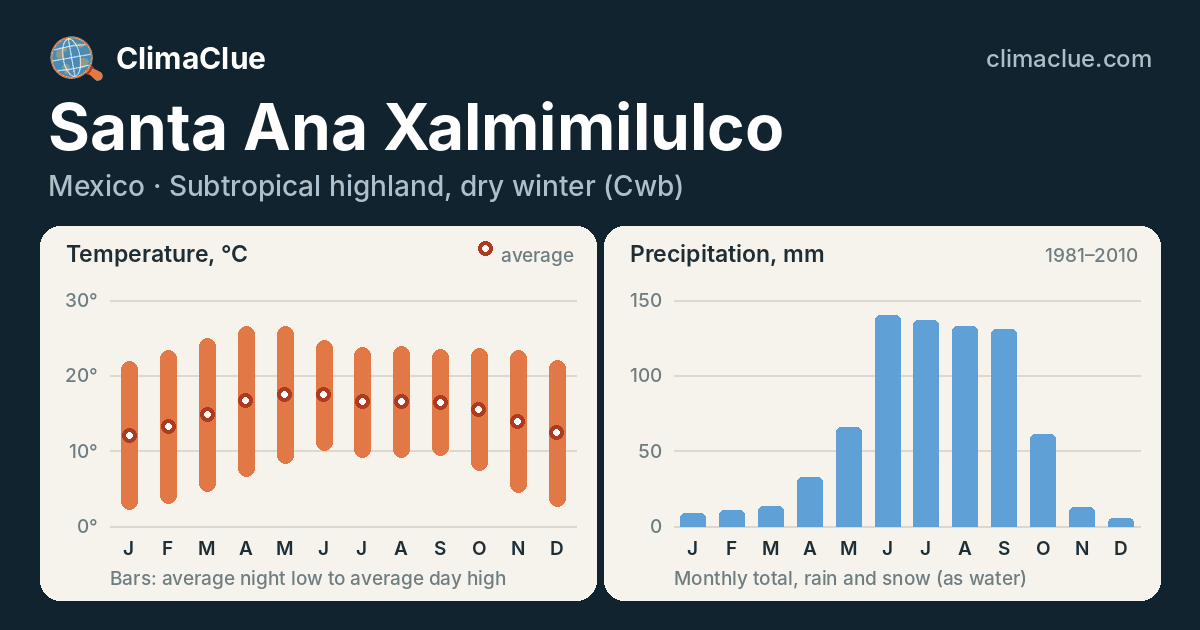 ClimaClue
climaclue.com
Santa Ana Xalmimilulco
Mexico · Subtropical highland, dry winter (Cwb)
Temperature, °C
average
30°
20°
10°
0°
J F M A M J J A S O N D
Bars: average night low to average day high
Precipitation, mm
1981–2010
150
100
50
0
J F M A M J J A S O N D
Monthly total, rain and snow (as water)